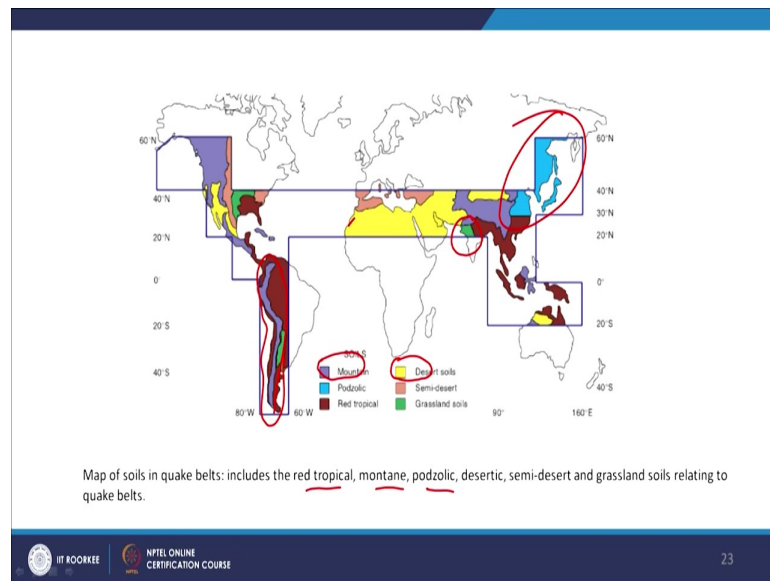 60°N
60°N
40°N
40°N
30°N
20°N
20°N
0°
0°
20°S
20°S
40°S
40°S
SOILS
Mountain
Desert soils
Podzolic
Semi-desert
Red tropical
Grassland soils
80°W
60°W
90°
160°E
Map of soils in quake belts: includes the red tropical, montane, podzolic, desertic, semi-desert and grassland soils relating to
quake belts.
IIT ROORKEE
NPTEL ONLINE
CERTIFICATION COURSE
23